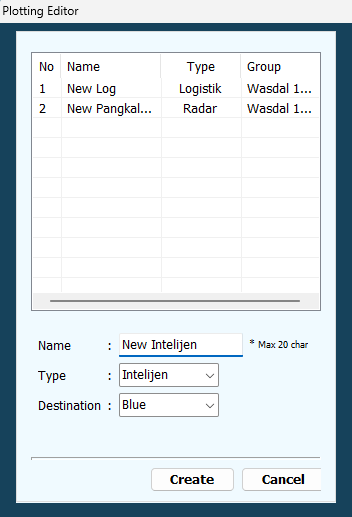 Plotting Editor
No Name Type Group
1 New Log Logistik Wasdal 1...
2 New Pangkal... Radar Wasdal 1...
Name : New Intelijen * Max 20 char
Type : Intelijen
Destination : Blue
Create Cancel